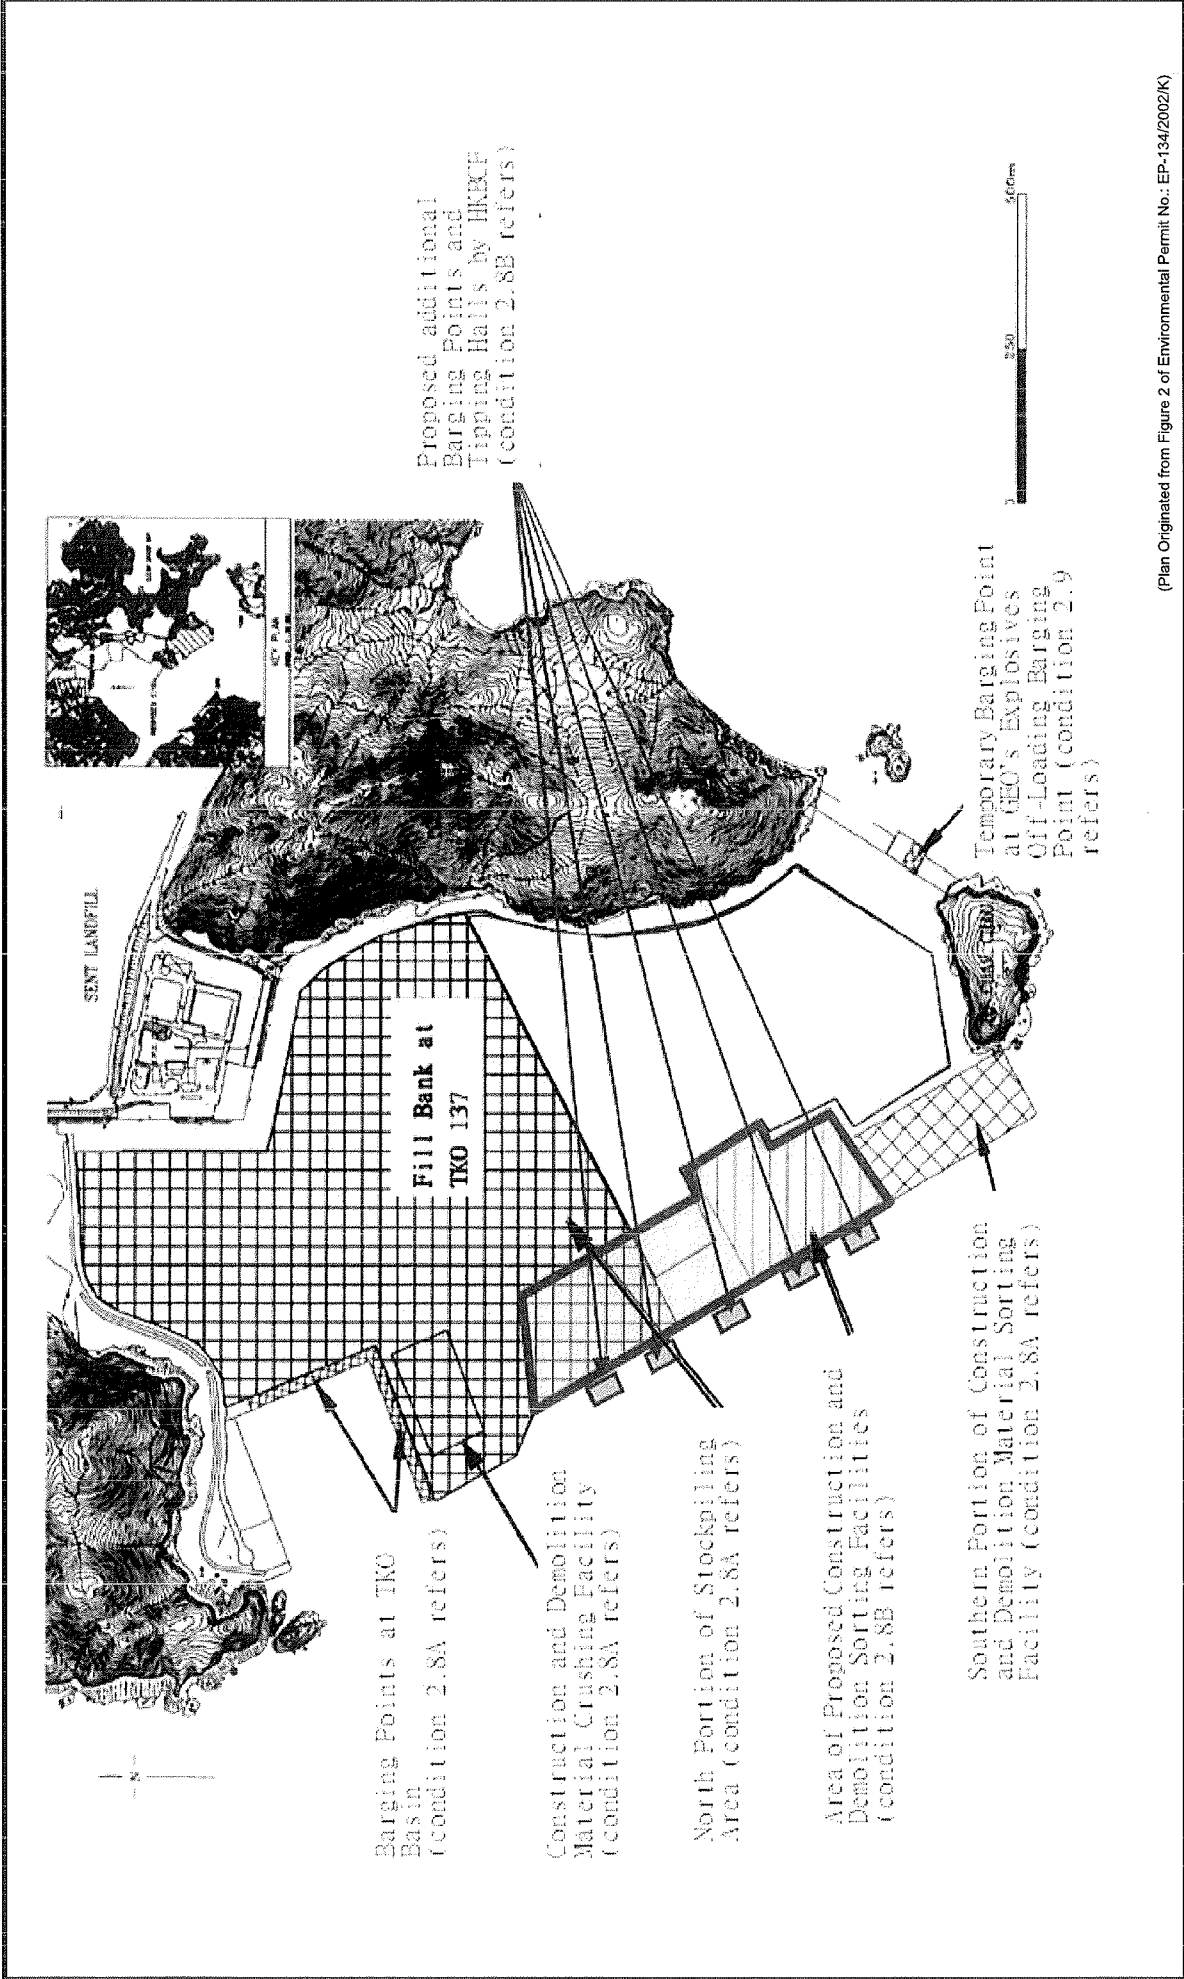 SENT LANDFILL
KEY PLAN
Fill Bank at
TKO 137
Proposed additional
Barging Points and
Tipping Halls by HKBCF
(condition 2.8B refers)
Barging Points at TKO
Basin
(condition 2.8A refers)
Construction and Demolition
Material Crushing Facility
(condition 2.8A refers)
North Portion of Stockpiling
Area (condition 2.8A refers)
Area of Proposed Construction and
Demolition Sorting Facilities
(condition 2.8B refers)
Southern Portion of Construction
and Demolition Material Sorting
Facility (condition 2.8A refers)
Temporary Barging Point
at GEO's Explosives
Off-Loading Barging
Point (condition 2.9
refers)
N
0 250 500m
(Plan Originated from Figure 2 of Environmental Permit No.: EP-134/2002/K)